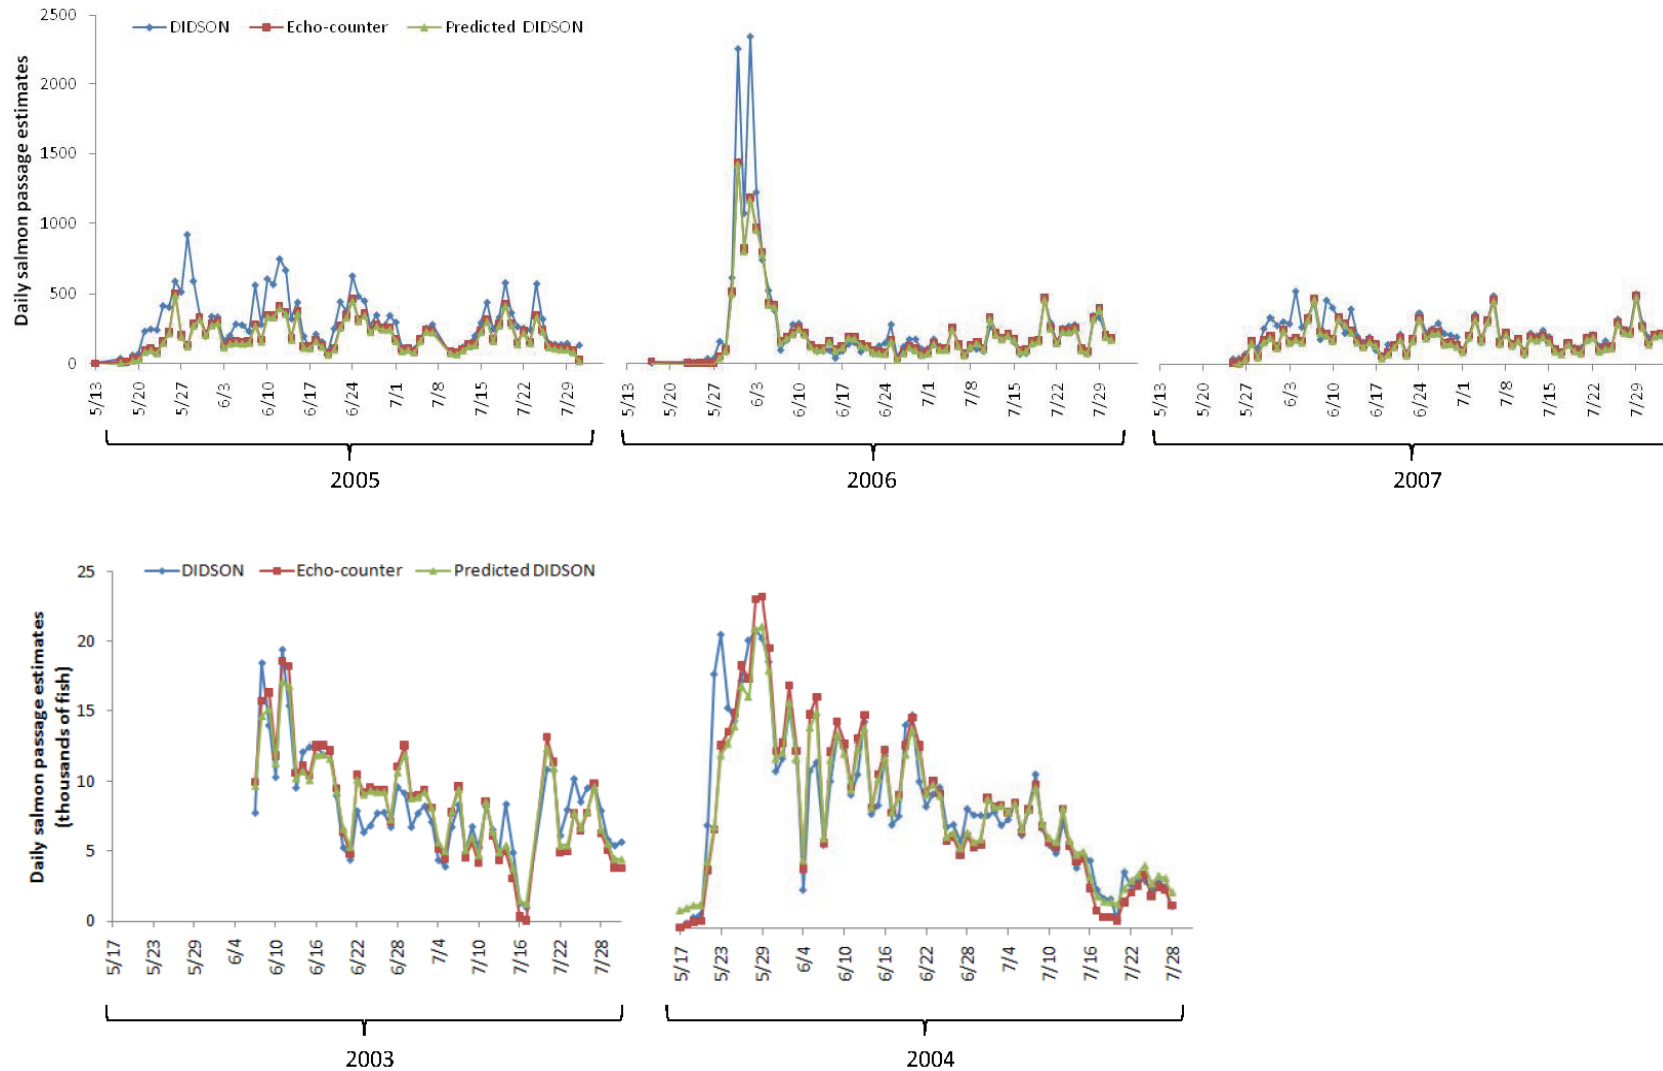 Daily salmon passage estimates
2500
2000
1500
1000
500
0
DIDSON Echo-counter Predicted DIDSON
5/13 5/20 5/27 6/3 6/10 6/17 6/24 7/1 7/8 7/15 7/22 7/29
5/13 5/20 5/27 6/3 6/10 6/17 6/24 7/1 7/8 7/15 7/22 7/29
5/13 5/20 5/27 6/3 6/10 6/17 6/24 7/1 7/8 7/15 7/22 7/29
2005 2006 2007
Daily salmon passage estimates
(thousands of fish)
25
20
15
10
5
0
DIDSON Echo-counter Predicted DIDSON
5/17 5/23 5/29 6/4 6/10 6/16 6/22 6/28 7/4 7/10 7/16 7/22 7/28
5/17 5/23 5/29 6/4 6/10 6/16 6/22 6/28 7/4 7/10 7/16 7/22 7/28
2003 2004